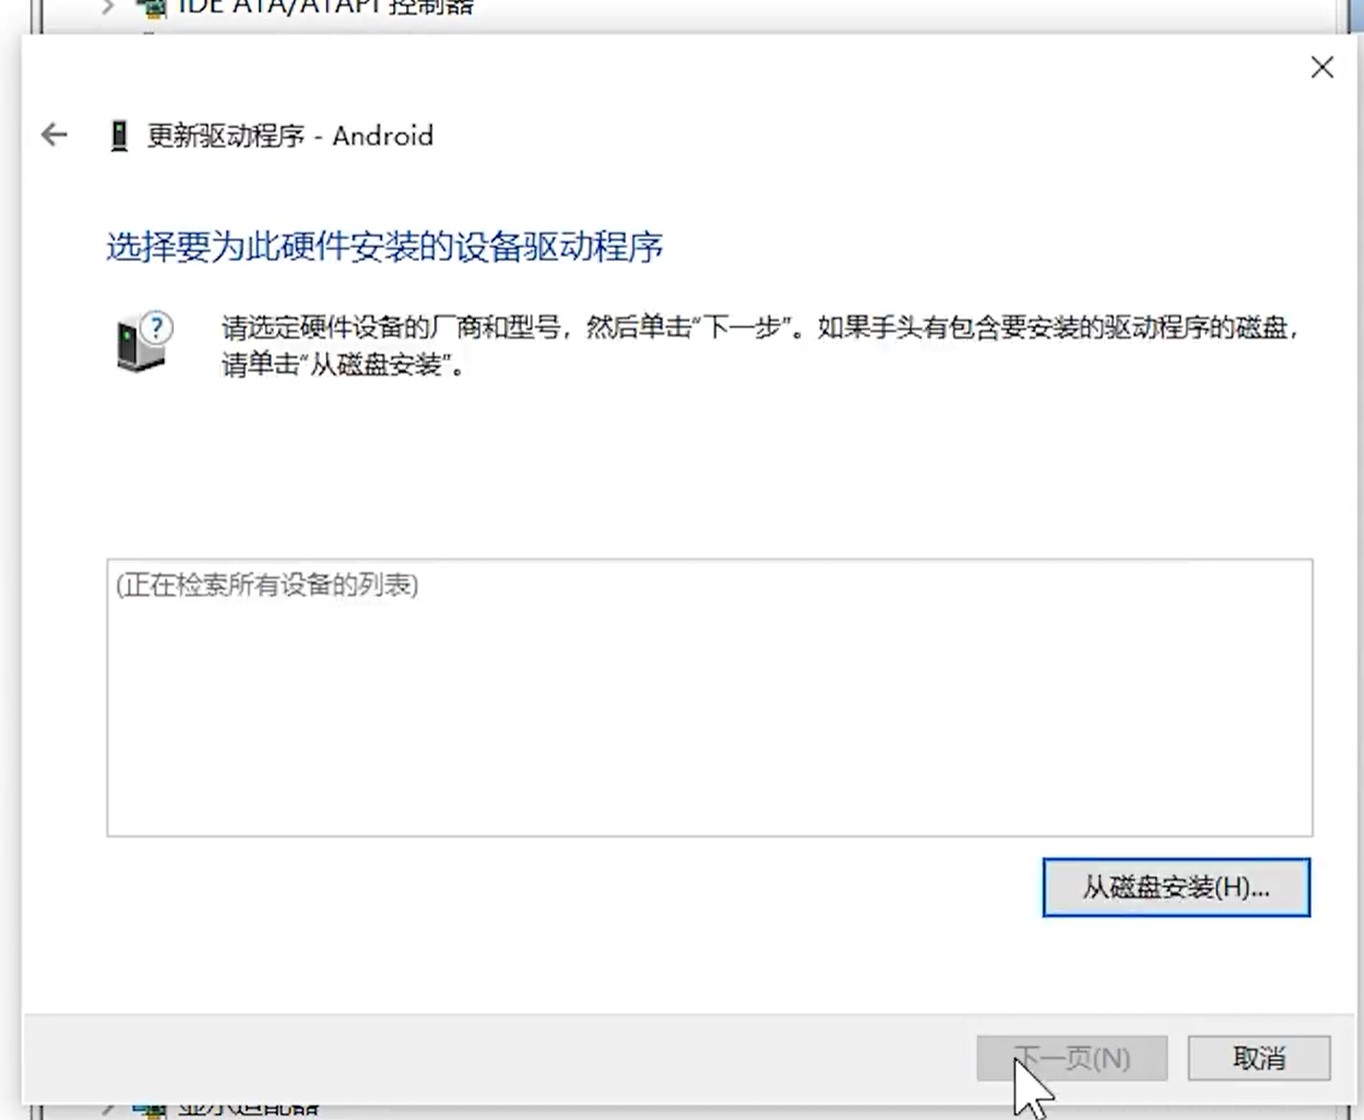 IDE ATA/ATAPI 控制器
更新驱动程序 - Android
选择要为此硬件安装的设备驱动程序
请选定硬件设备的厂商和型号，然后单击“下一步”。如果手头有包含要安装的驱动程序的磁盘，
请单击“从磁盘安装”。
(正在检索所有设备的列表)
从磁盘安装(H)...
下一页(N)
取消
显示适配器